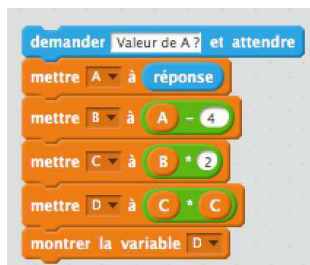 demander Valeur de A ? et attendre
mettre A à réponse
mettre B à A - 4
mettre C à B * 2
mettre D à C * C
montrer la variable D